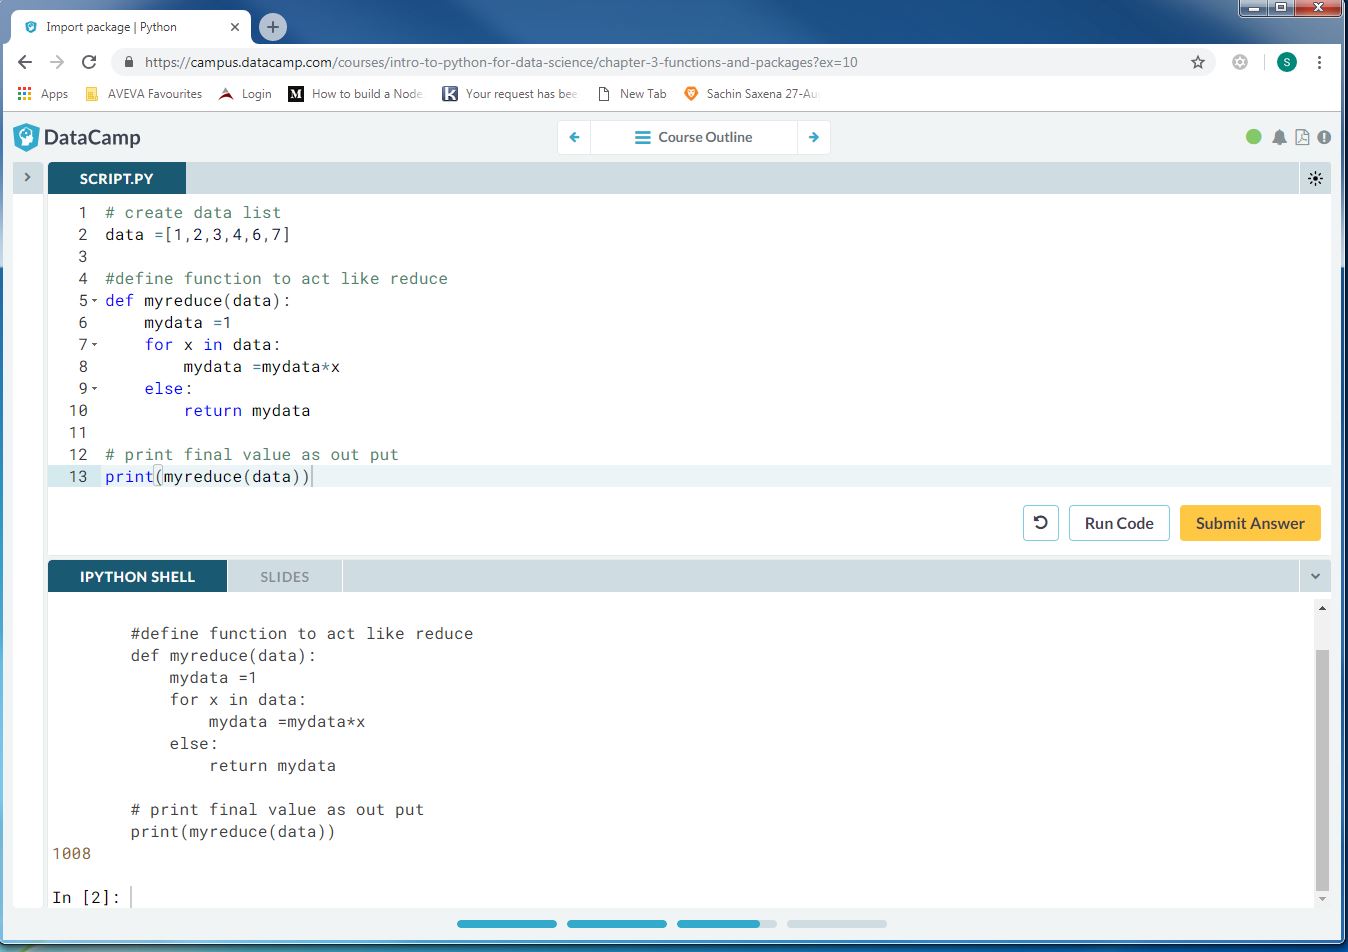 Import package | Python
https://campus.datacamp.com/courses/intro-to-python-for-data-science/chapter-3-functions-and-packages?ex=10
S
Apps AVEVA Favourites Login M How to build a Node K Your request has bee New Tab Sachin Saxena 27-Au
DataCamp
Course Outline
SCRIPT.PY
1 # create data list
2 data =[1,2,3,4,6,7]
3
4 #define function to act like reduce
5 def myreduce(data):
6 mydata =1
7 for x in data:
8 mydata =mydata*x
9 else:
10 return mydata
11
12 # print final value as out put
13 print(myreduce(data))
Run Code
Submit Answer
IPYTHON SHELL
SLIDES
#define function to act like reduce
def myreduce(data):
mydata =1
for x in data:
mydata =mydata*x
else:
return mydata
# print final value as out put
print(myreduce(data))
1008
In [2]: